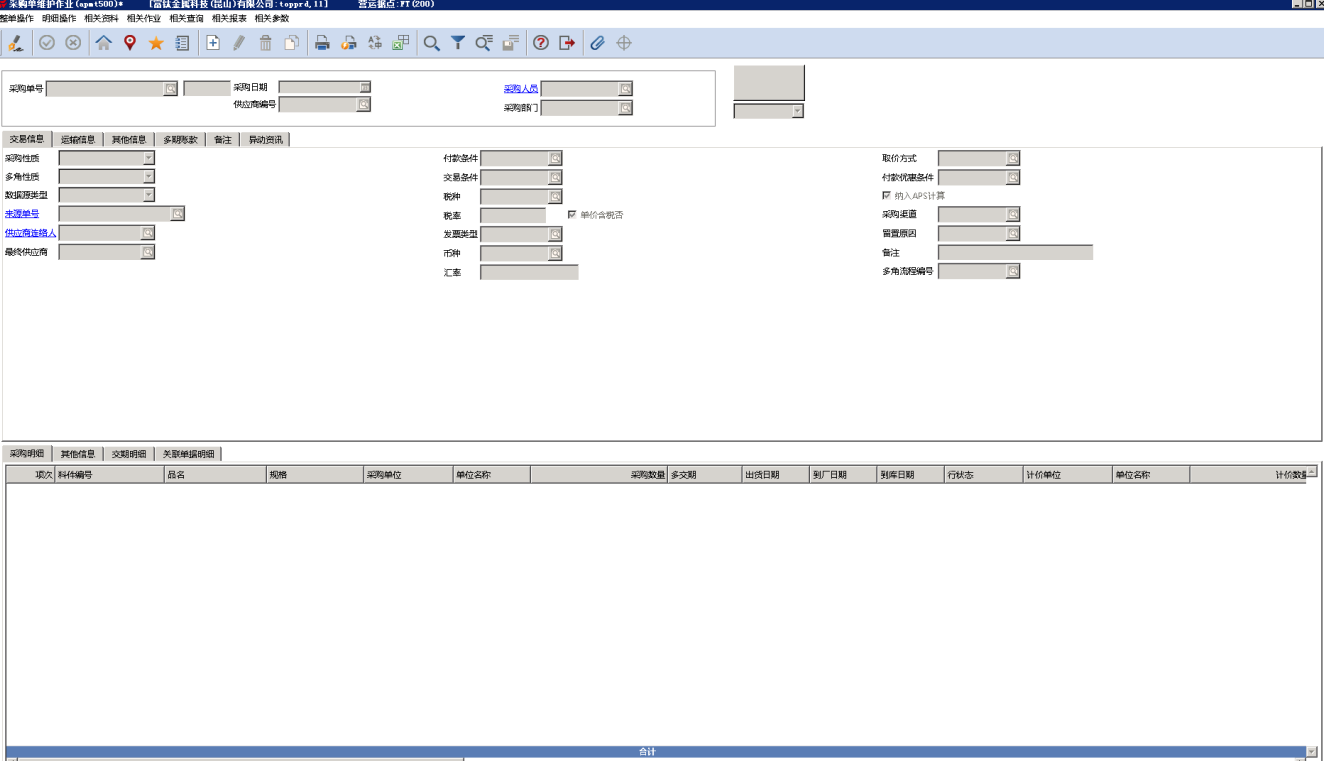 采购单维护作业(apmt500)* [富钛金属科技(昆山)有限公司:topprd,11] 营运据点:FT(200)
整单操作 明细操作 相关资料 相关作业 相关查询 相关报表 相关参数
采购单号 采购日期 采购人员
供应商编号 采购部门
交易信息 运输信息 其他信息 多期账款 备注 异动资讯
采购性质 付款条件 取价方式
多角性质 交易条件 付款优惠条件
数据源类型 税种 纳入APS计算
来源单号 税率 单价含税否 采购渠道
供应商连络人 发票类型 留置原因
最终供应商 币种 备注
汇率 多角流程编号
采购明细 其他信息 交期明细 关联单据明细
项次 料件编号 品名 规格 采购单位 单位名称 采购数量 多交期 出货日期 到厂日期 到库日期 行状态 计价单位 单位名称 计价数量
合计